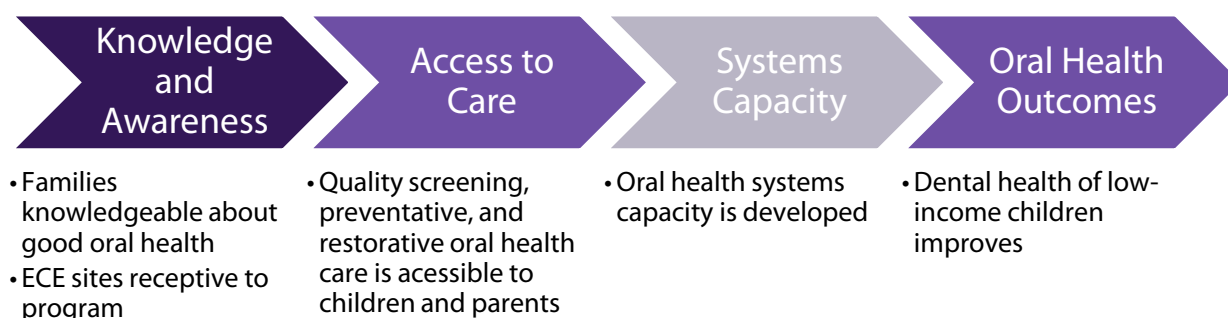 Knowledge
and
Awareness
• Families
knowledgeable about
good oral health
• ECE sites receptive to
program
Access to
Care
• Quality screening,
preventative, and
restorative oral health
care is acessible to
children and parents
Systems
Capacity
• Oral health systems
capacity is developed
Oral Health
Outcomes
• Dental health of low-
income children
improves